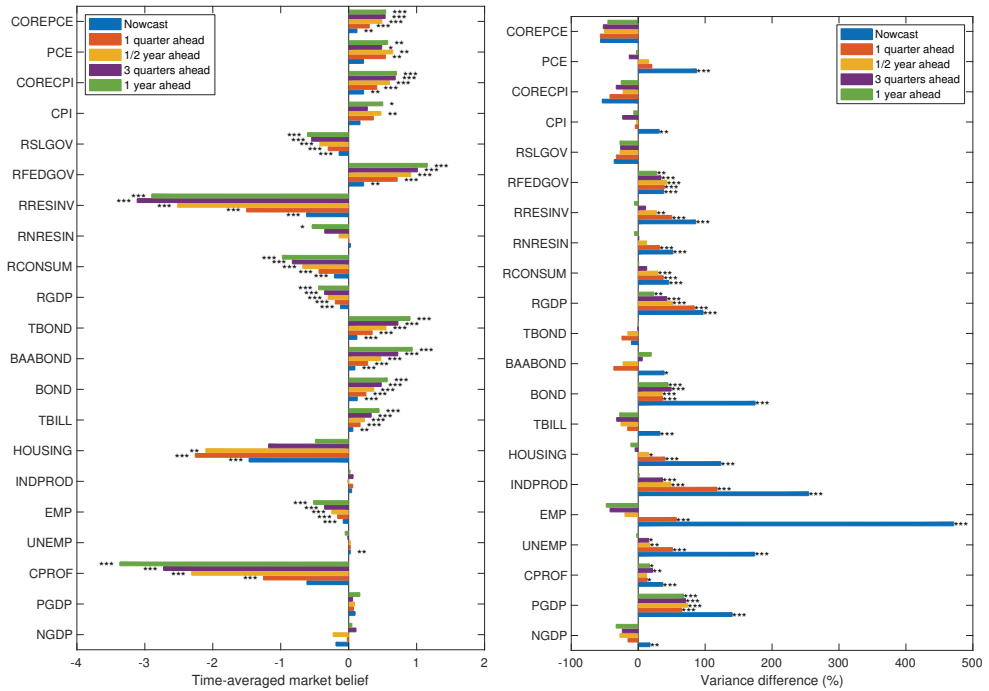 COREPCE
PCE
CORECPI
CPI
RSLGOV
RFEDGOV
RRESINV
RNRESIN
RCONSUM
RGDP
TBOND
BAABOND
BOND
TBILL
HOUSING
INDPROD
EMP
UNEMP
CPROF
PGDP
NGDP
Nowcast
1 quarter ahead
1/2 year ahead
3 quarters ahead
1 year ahead
-4 -3 -2 -1 0 1 2
Time-averaged market belief
COREPCE
PCE
CORECPI
CPI
RSLGOV
RFEDGOV
RRESINV
RNRESIN
RCONSUM
RGDP
TBOND
BAABOND
BOND
TBILL
HOUSING
INDPROD
EMP
UNEMP
CPROF
PGDP
NGDP
Nowcast
1 quarter ahead
1/2 year ahead
3 quarters ahead
1 year ahead
-100 0 100 200 300 400 500
Variance difference (%)